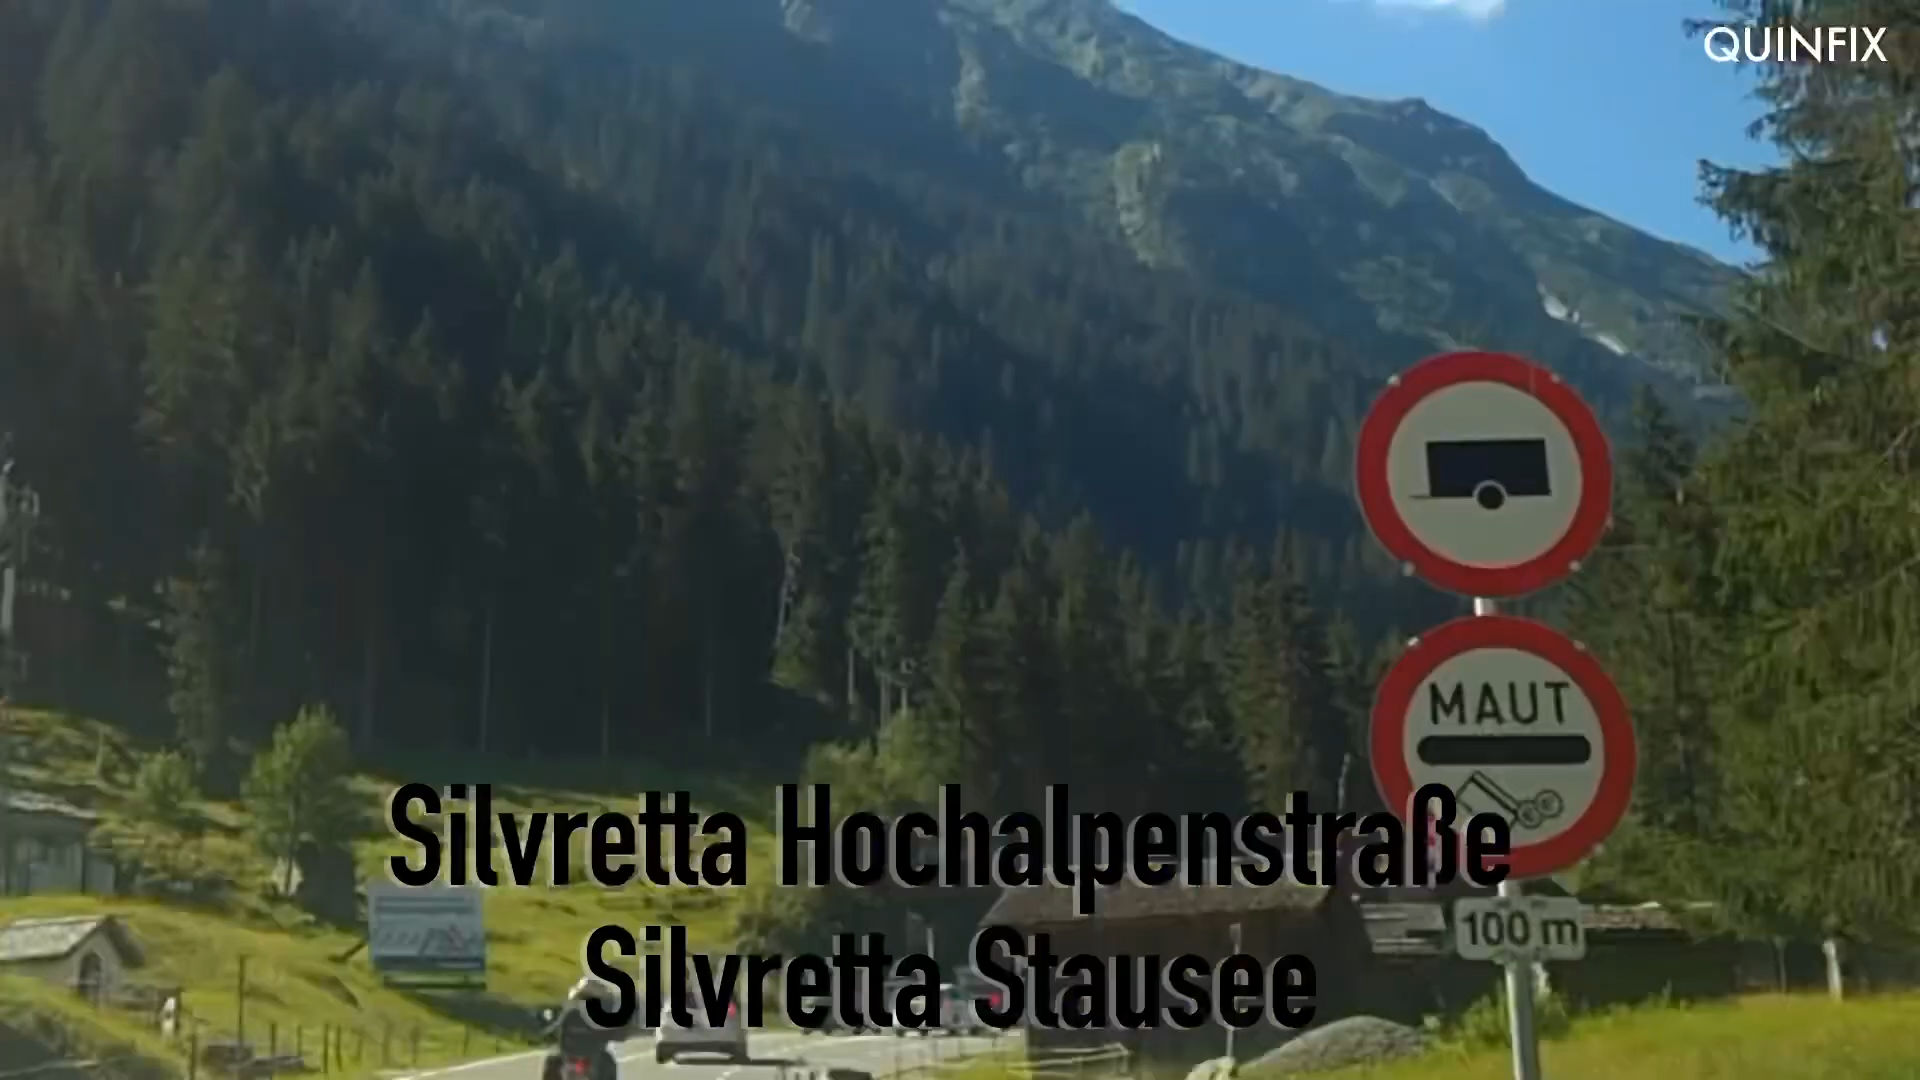 QUINFIX
MAUT
Silvretta Hochalpenstraße
100 m
Silvretta Stausee